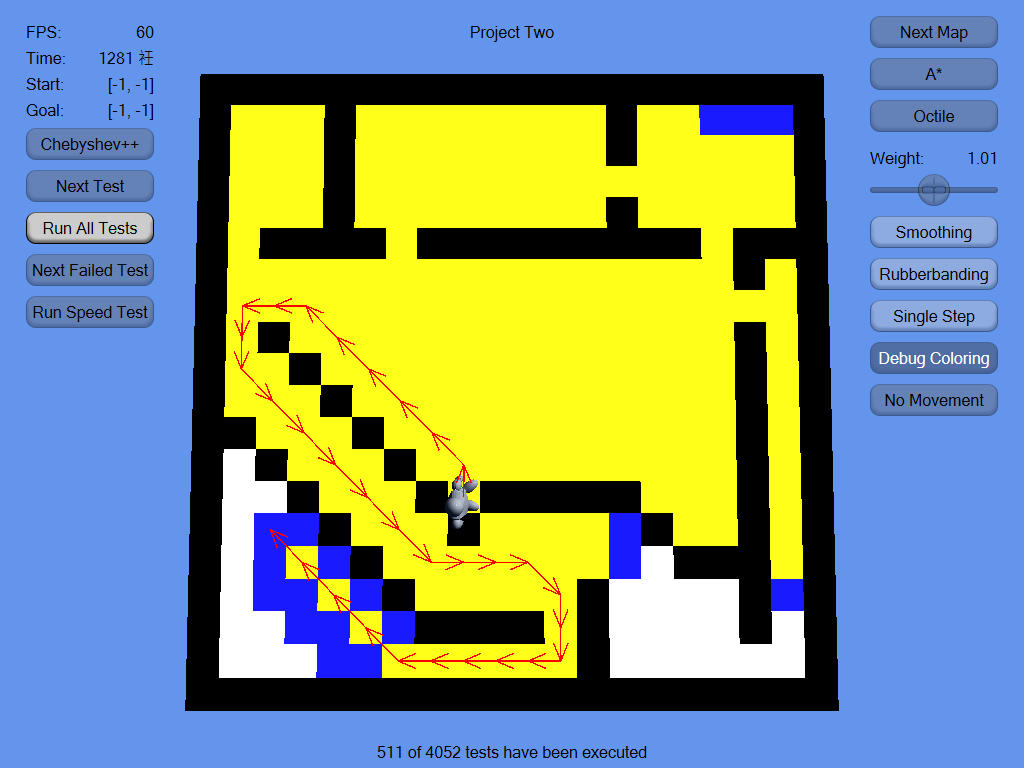 FPS: 60
Time: 1281 祍
Start: [-1, -1]
Goal: [-1, -1]
Chebyshev++
Next Test
Run All Tests
Next Failed Test
Run Speed Test
Project Two
Next Map
A*
Octile
Weight: 1.01
Smoothing
Rubberbanding
Single Step
Debug Coloring
No Movement
511 of 4052 tests have been executed